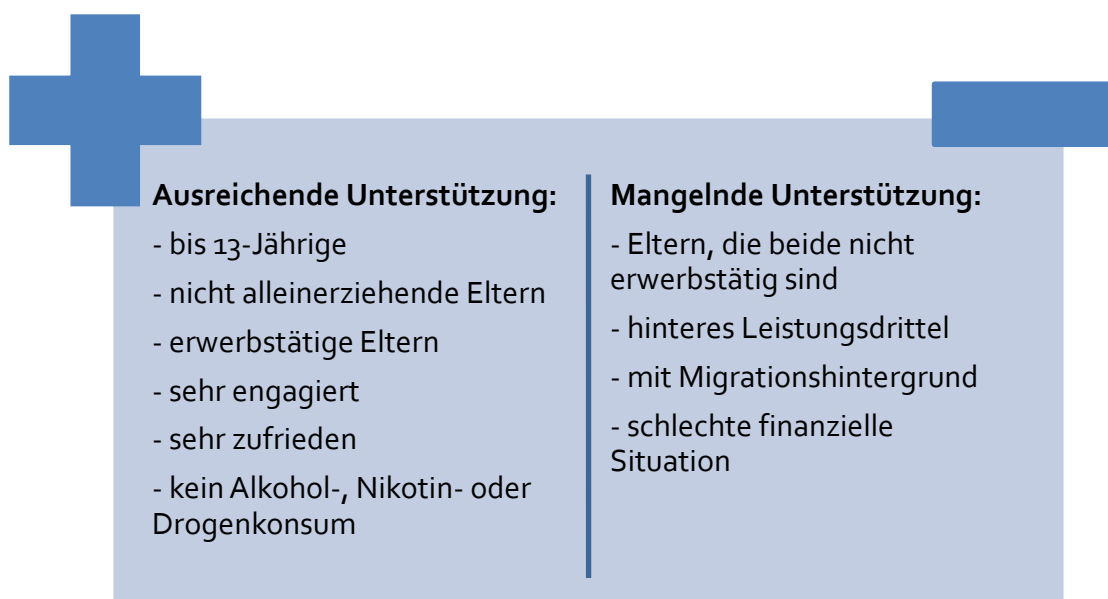 Ausreichende Unterstützung:
- bis 13-Jährige
- nicht alleinerziehende Eltern
- erwerbstätige Eltern
- sehr engagiert
- sehr zufrieden
- kein Alkohol-, Nikotin- oder
Drogenkonsum
Mangelnde Unterstützung:
- Eltern, die beide nicht
erwerbstätig sind
- hinteres Leistungsdrittel
- mit Migrationshintergrund
- schlechte finanzielle
Situation